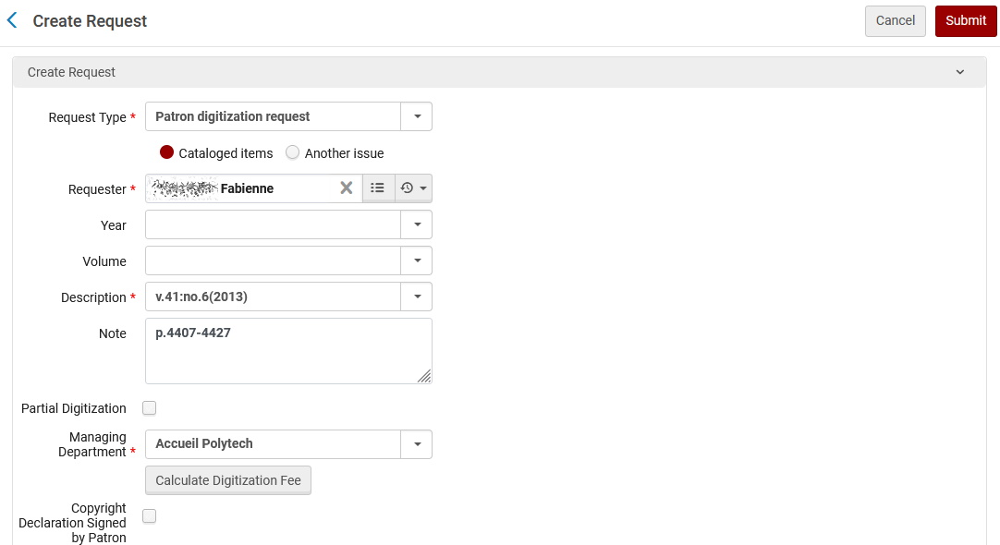 Create Request
Cancel
Submit
Create Request
Request Type *
Patron digitization request
Cataloged items
Another issue
Requester *
Fabienne
Year
Volume
Description *
v.41:no.6(2013)
Note
p.4407-4427
Partial Digitization
Managing
Department *
Accueil Polytech
Calculate Digitization Fee
Copyright
Declaration Signed
by Patron